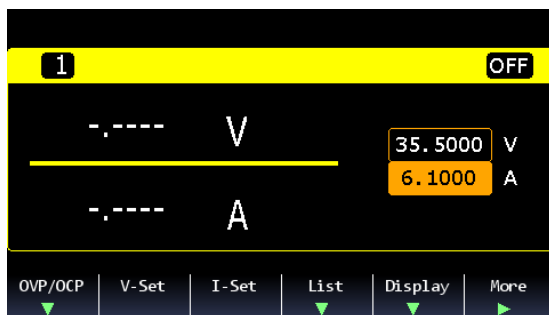 1 OFF
-.---- V
35.5000 V
6.1000 A
-.---- A
OVP/OCP V-Set I-Set List Display More